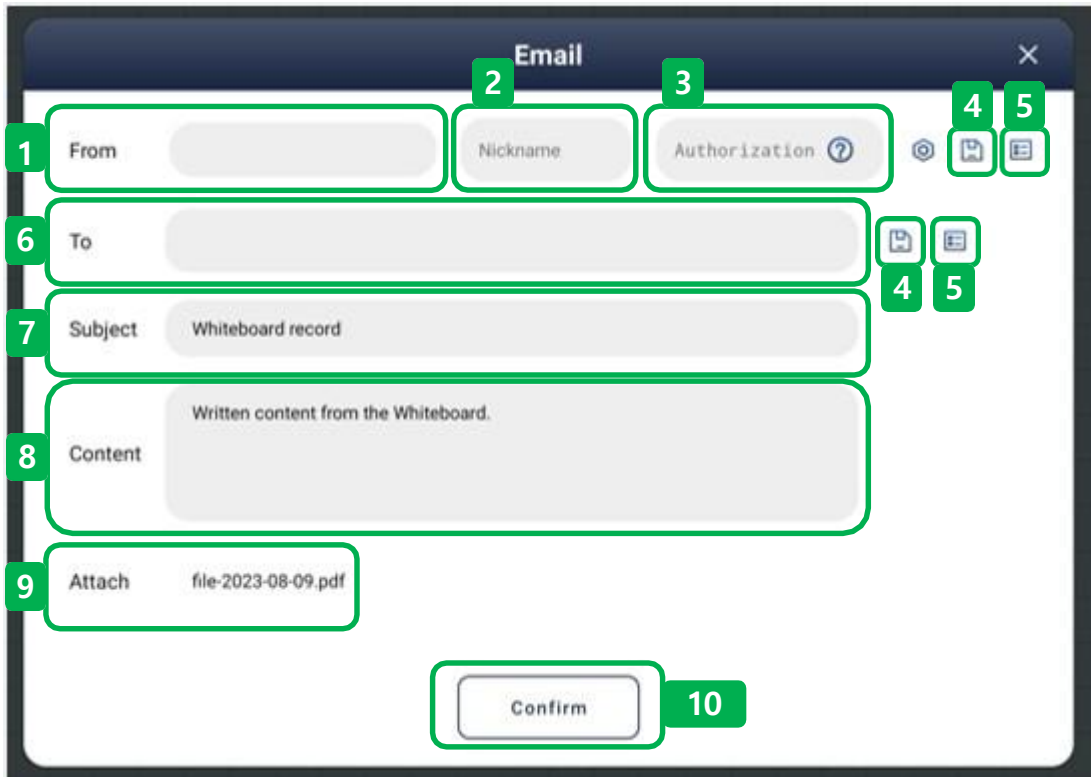 Email
2
3
4
5
1
From
Nickname
Authorization ?
6
To
4
5
7
Subject
Whiteboard record
8
Content
Written content from the Whiteboard.
9
Attach
file-2023-08-09.pdf
Confirm
10